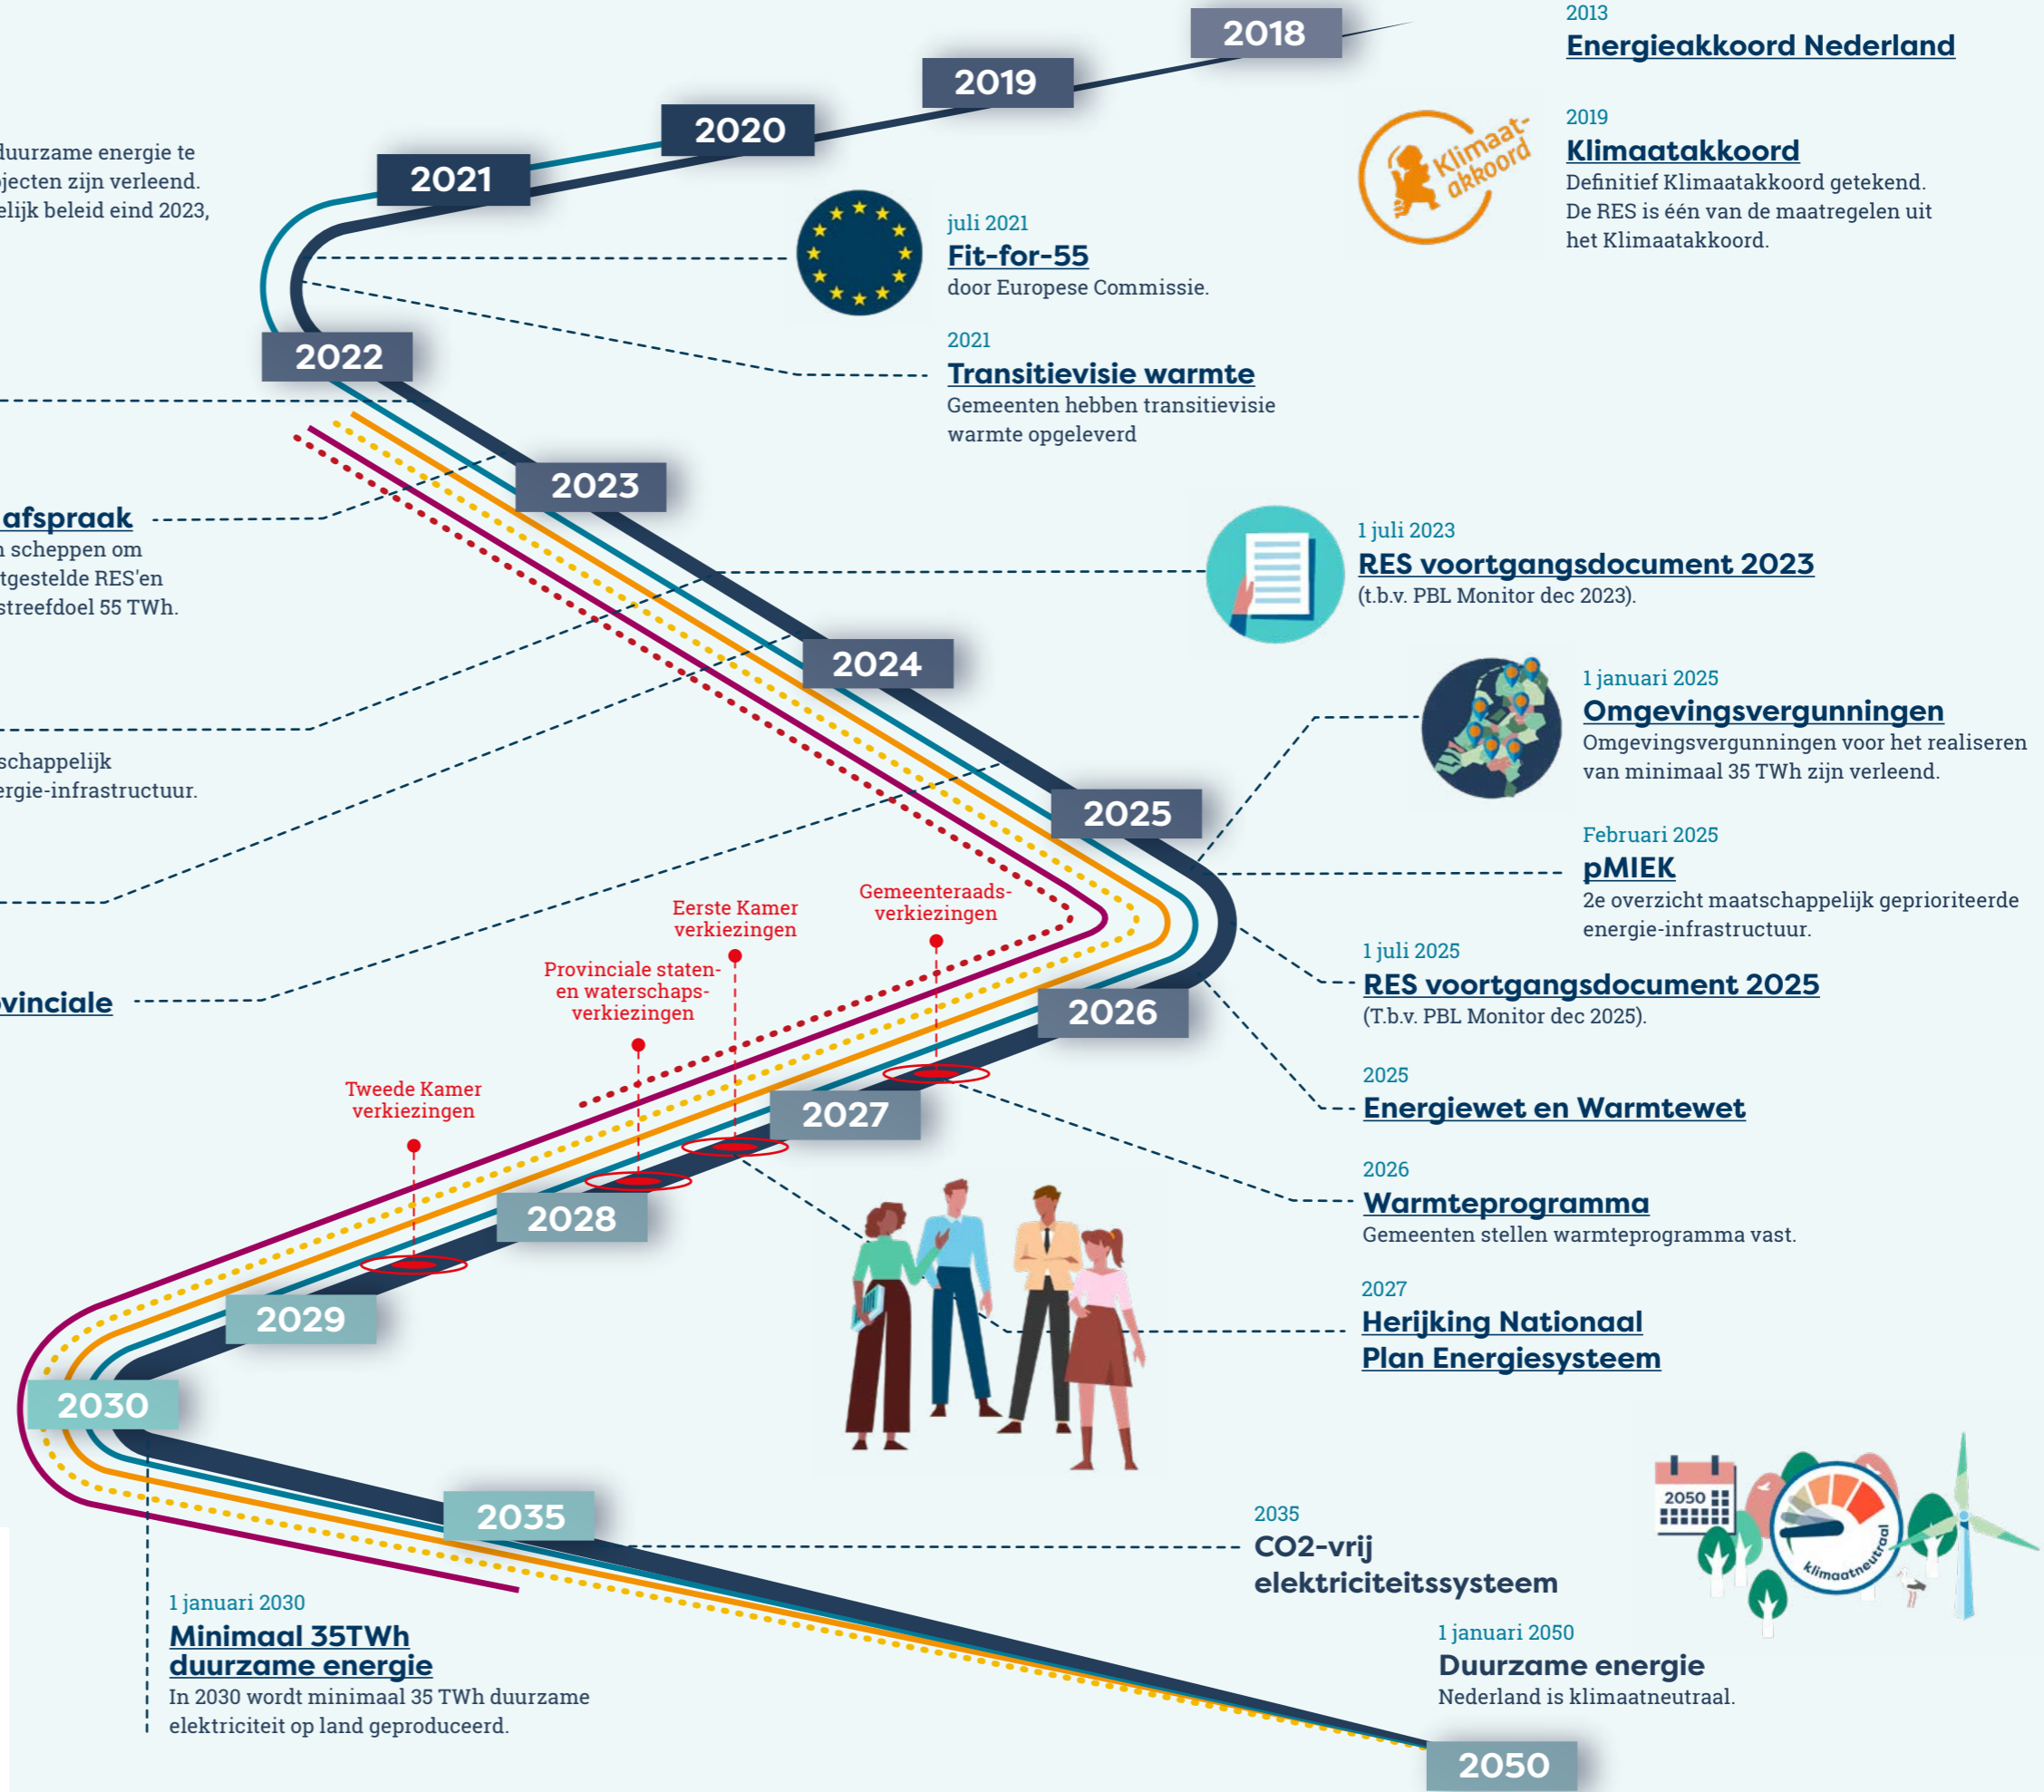 2018
2019
2020
2021
2022
2023
2024
2025
2026
2027
2028
2029
2030
2035
2050
2013
Energieakkoord Nederland
Klimaat-
akkoord
2019
Klimaatakkoord
Definitief Klimaatakkoord getekend.
De RES is één van de maatregelen uit
het Klimaatakkoord.
duurzame energie te
jecten zijn verleend.
elijk beleid eind 2023,
juli 2021
Fit-for-55
door Europese Commissie.
2021
Transitievisie warmte
Gemeenten hebben transitievisie
warmte opgeleverd
afspraak
n scheppen om
tgestelde RES'en
streefdoel 55 TWh.
1 juli 2023
RES voortgangsdocument 2023
(t.b.v. PBL Monitor dec 2023).
1 januari 2025
Omgevingsvergunningen
Omgevingsvergunningen voor het realiseren
van minimaal 35 TWh zijn verleend.
schappelijk
ergie-infrastructuur.
Februari 2025
pMIEK
2e overzicht maatschappelijk geprioriteerde
energie-infrastructuur.
vinciale
1 juli 2025
RES voortgangsdocument 2025
(T.b.v. PBL Monitor dec 2025).
2025
Energiewet en Warmtewet
Gemeenteraads-
verkiezingen
Eerste Kamer
verkiezingen
Provinciale staten-
en waterschaps-
verkiezingen
Tweede Kamer
verkiezingen
2026
Warmteprogramma
Gemeenten stellen warmteprogramma vast.
2027
Herijking Nationaal
Plan Energiesysteem
1 januari 2030
Minimaal 35TWh
duurzame energie
In 2030 wordt minimaal 35 TWh duurzame
elektriciteit op land geproduceerd.
2035
CO2-vrij
elektriciteitssysteem
2050
klimaatneutraal
1 januari 2050
Duurzame energie
Nederland is klimaatneutraal.